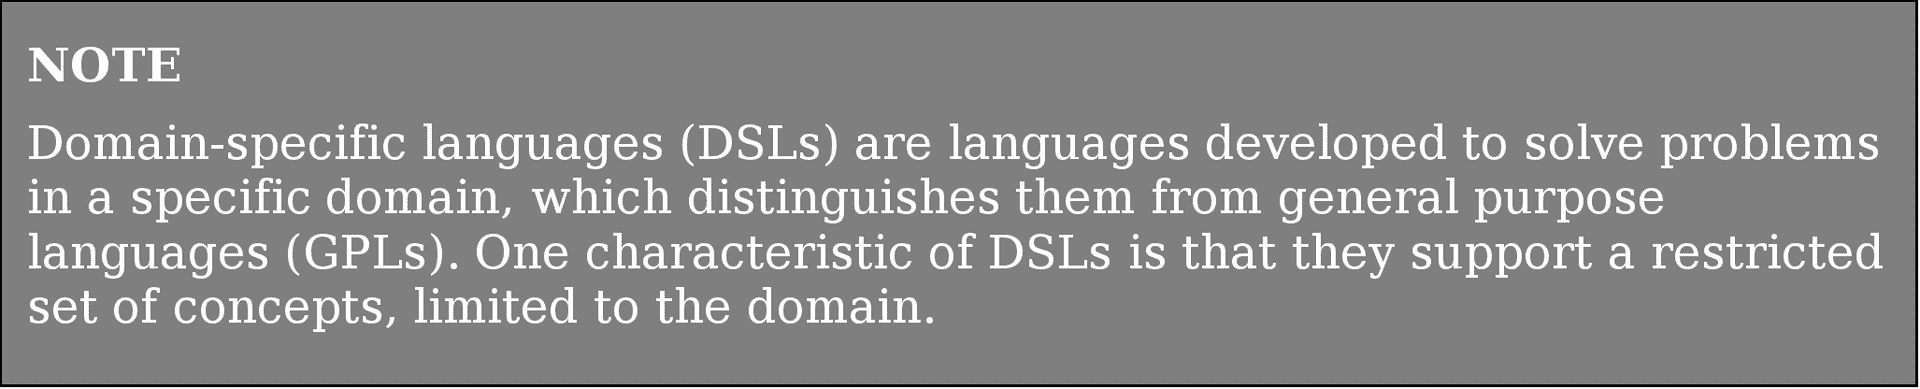 NOTE
Domain-specific languages (DSLs) are languages developed to solve problems
in a specific domain, which distinguishes them from general purpose
languages (GPLs). One characteristic of DSLs is that they support a restricted
set of concepts, limited to the domain.